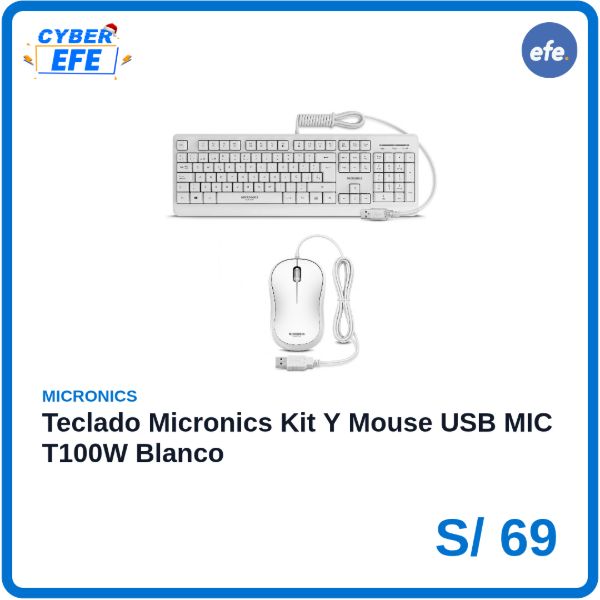 CYBER
EFE
efe.
MICRONICS
Teclado Micronics Kit Y Mouse USB MIC
T100W Blanco
S/ 69